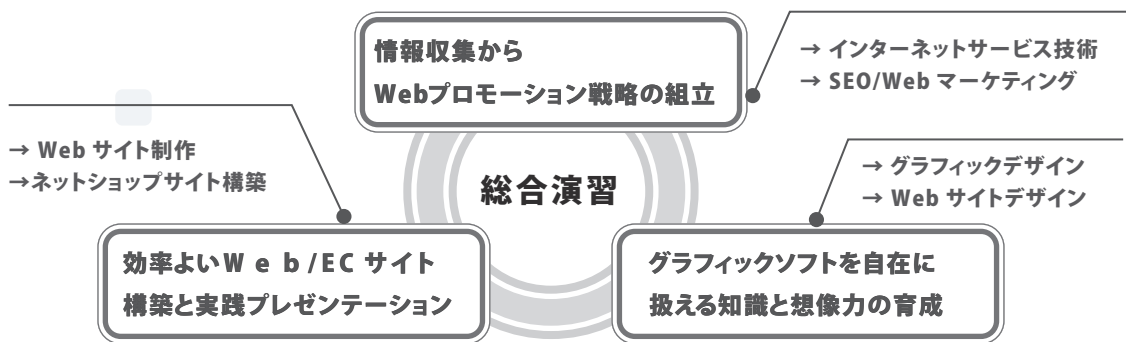 情報収集から
Webプロモーション戦略の組立
→ インターネットサービス技術
→ SEO/Web マーケティング
→ Web サイト制作
→ネットショップサイト構築
総合演習
→ グラフィックデザイン
→ Web サイトデザイン
効率よいW e b /EC サイト
構築と実践プレゼンテーション
グラフィックソフトを自在に
扱える知識と想像力の育成